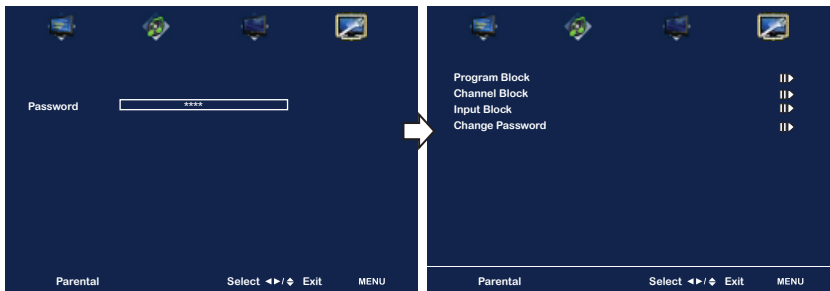 Password ****
Parental Select ◄►/♦ Exit MENU
Program Block
Channel Block
Input Block
Change Password
Parental Select ◄►/♦ Exit MENU